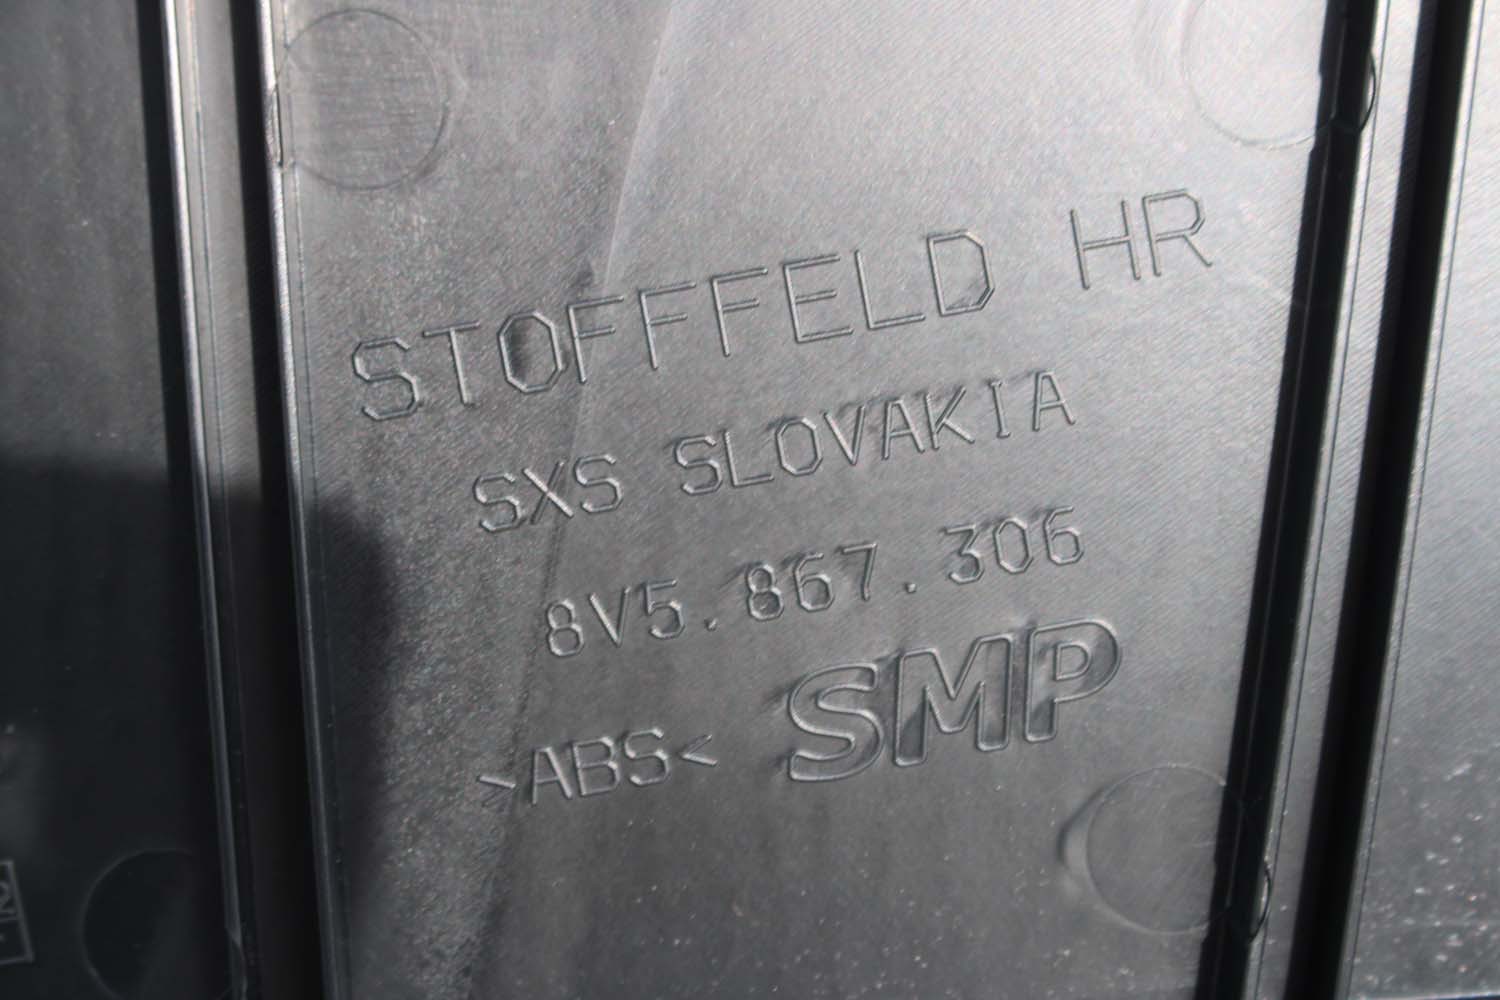 STOFFFELD HR
SXS SLOVAKIA
8V5.867.306
>ABS< SMP